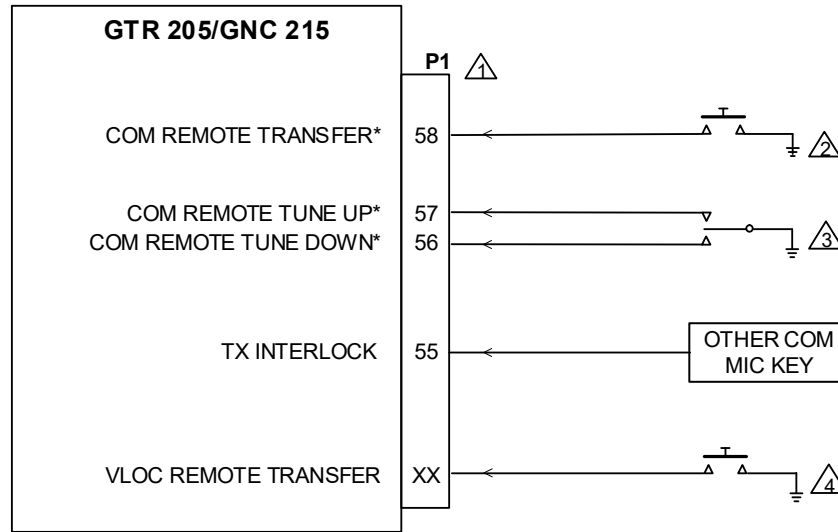 GTR 205/GNC 215
P1
1
COM REMOTE TRANSFER* 58
2
COM REMOTE TUNE UP* 57
COM REMOTE TUNE DOWN* 56
3
TX INTERLOCK 55
OTHER COM
MIC KEY
VLOC REMOTE TRANSFER XX
4